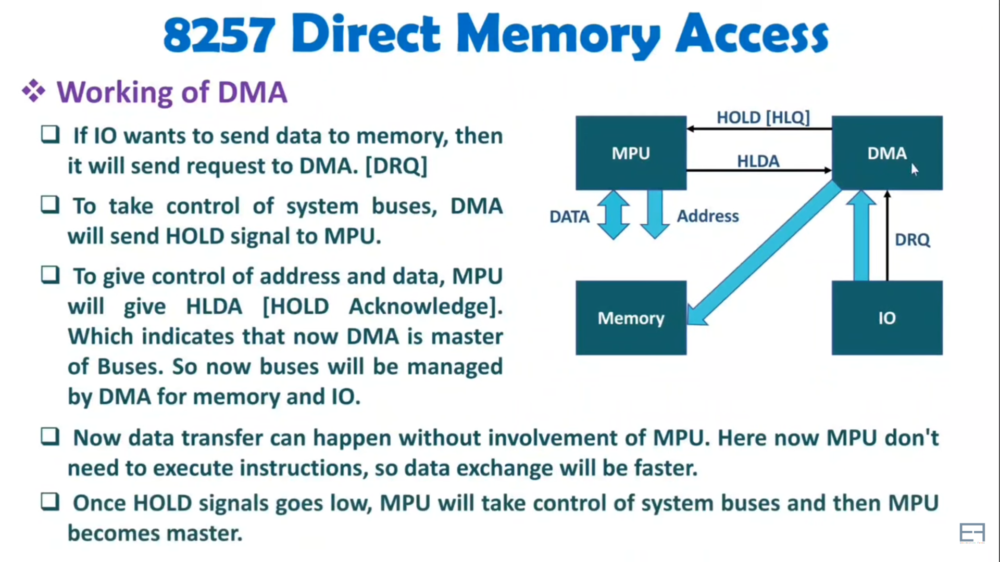 8257 Direct Memory Access
❖ Working of DMA
❑ If IO wants to send data to memory, then
it will send request to DMA. [DRQ]
❑ To take control of system buses, DMA
will send HOLD signal to MPU.
❑ To give control of address and data, MPU
will give HLDA [HOLD Acknowledge].
Which indicates that now DMA is master
of Buses. So now buses will be managed
by DMA for memory and IO.
❑ Now data transfer can happen without involvement of MPU. Here now MPU don't
need to execute instructions, so data exchange will be faster.
❑ Once HOLD signals goes low, MPU will take control of system buses and then MPU
becomes master.
HOLD [HLQ]
MPU
DMA
HLDA
DATA
Address
DRQ
Memory
IO
EF